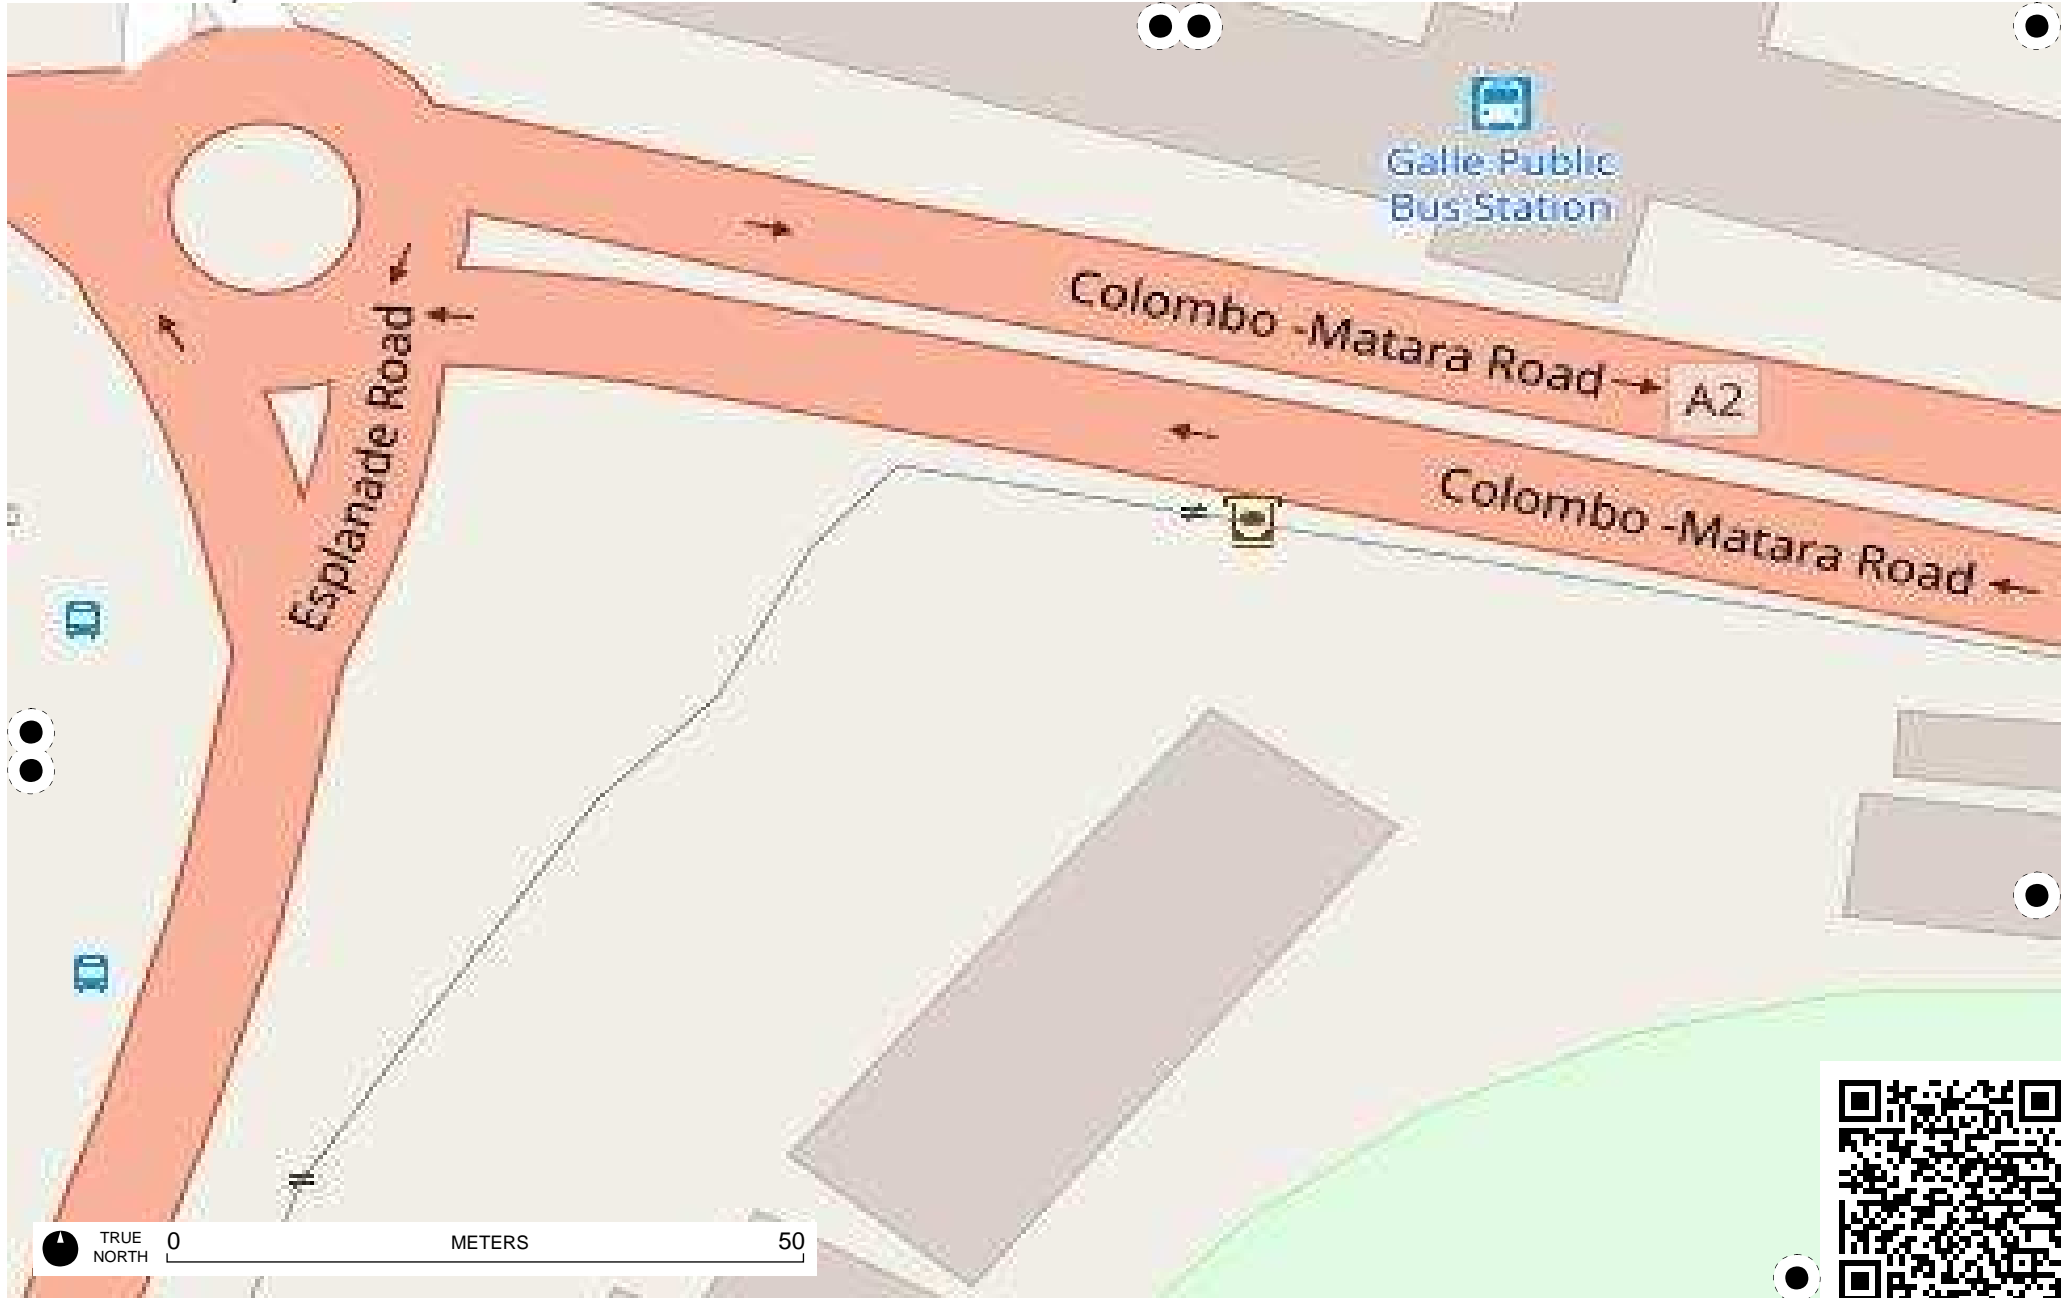 Galle Public
Bus Station
Colombo -Matara Road
A2
Esplanade Road
Colombo -Matara Road
TRUE
NORTH
0
METERS
50